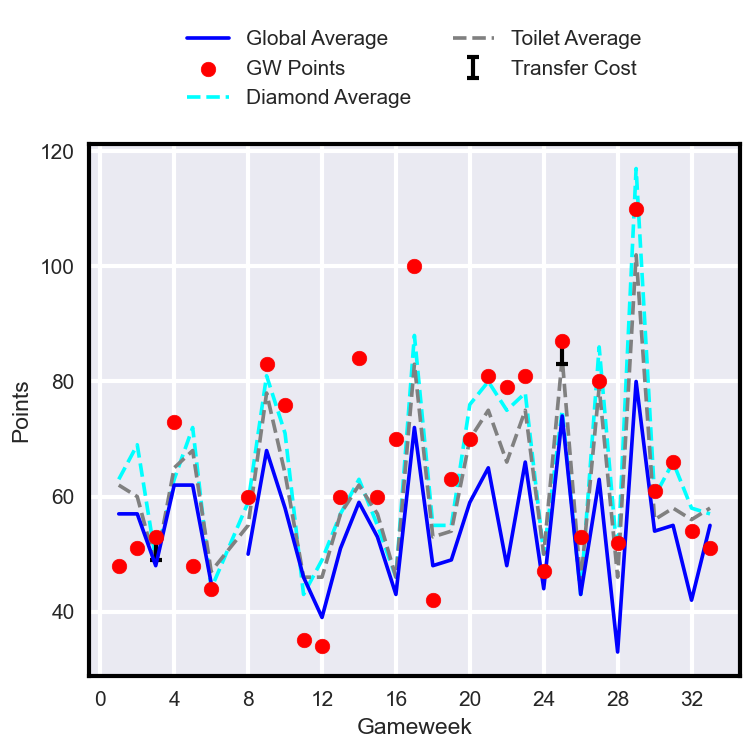 Global Average
GW Points
Diamond Average
Toilet Average
Transfer Cost
120
100
80
60
40
Points
0 4 8 12 16 20 24 28 32
Gameweek